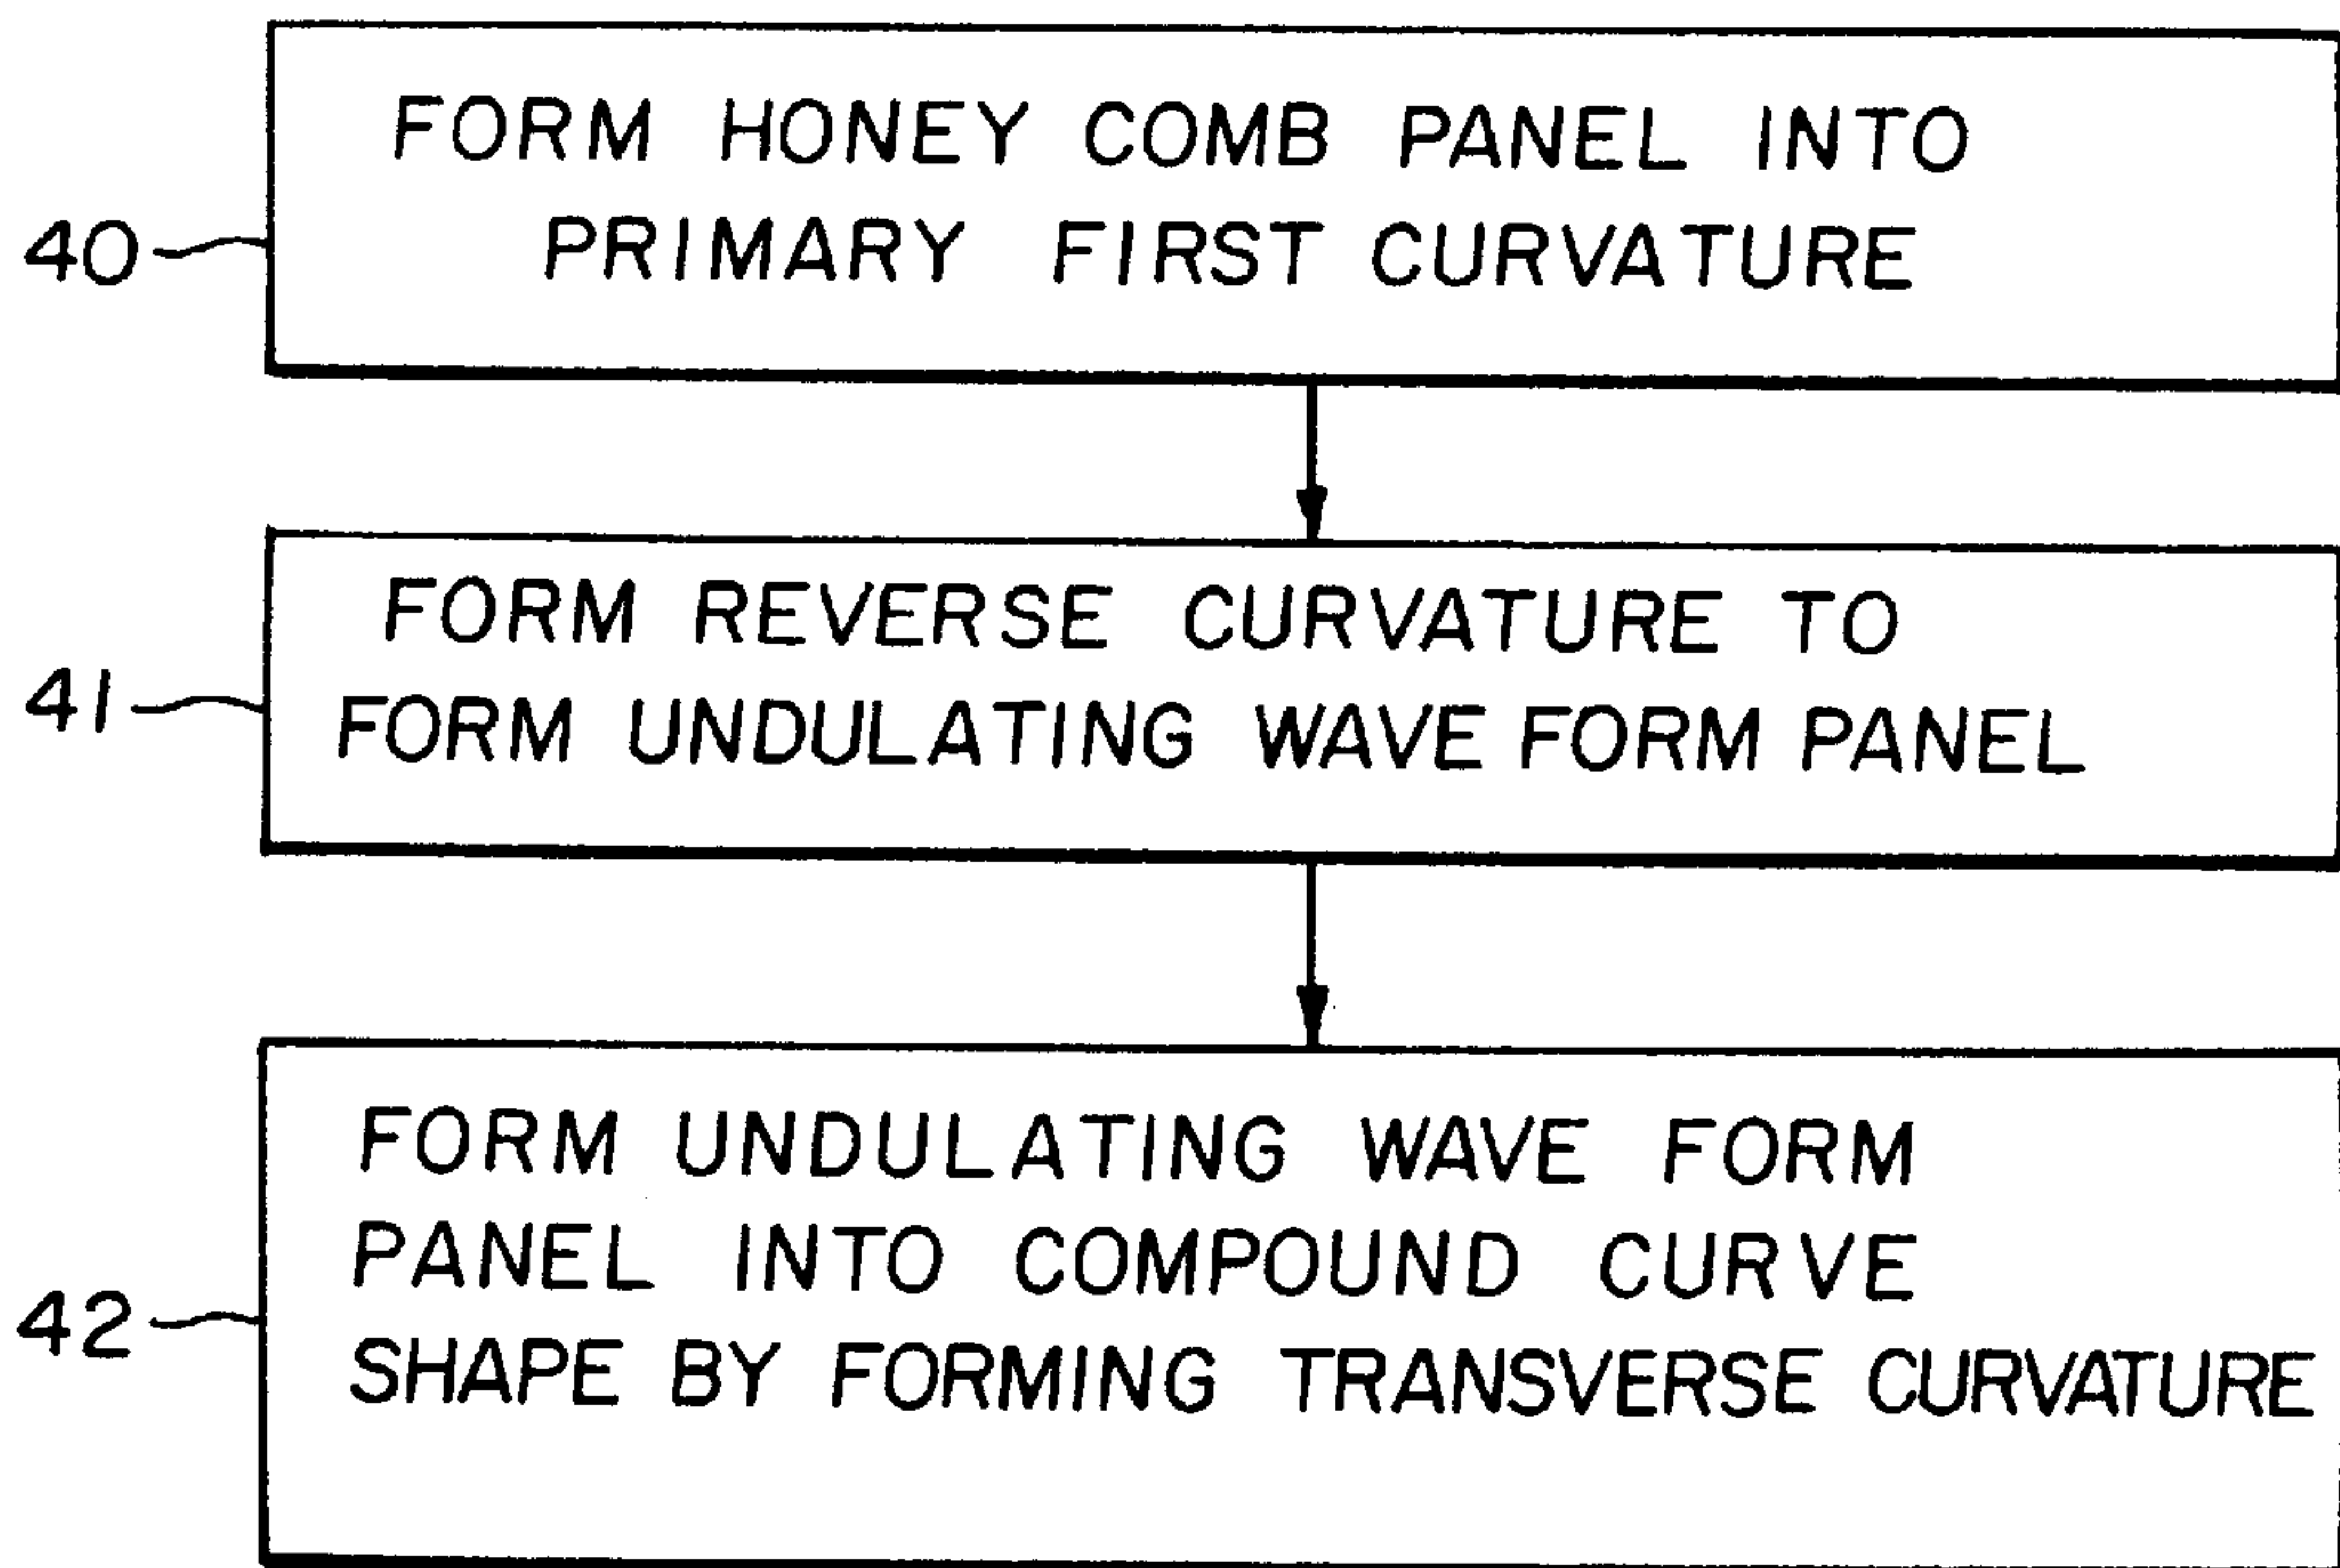 FORM HONEY COMB PANEL INTO
PRIMARY FIRST CURVATURE
40
FORM REVERSE CURVATURE TO
FORM UNDULATING WAVE FORM PANEL
41
FORM UNDULATING WAVE FORM
PANEL INTO COMPOUND CURVE
SHAPE BY FORMING TRANSVERSE CURVATURE
42